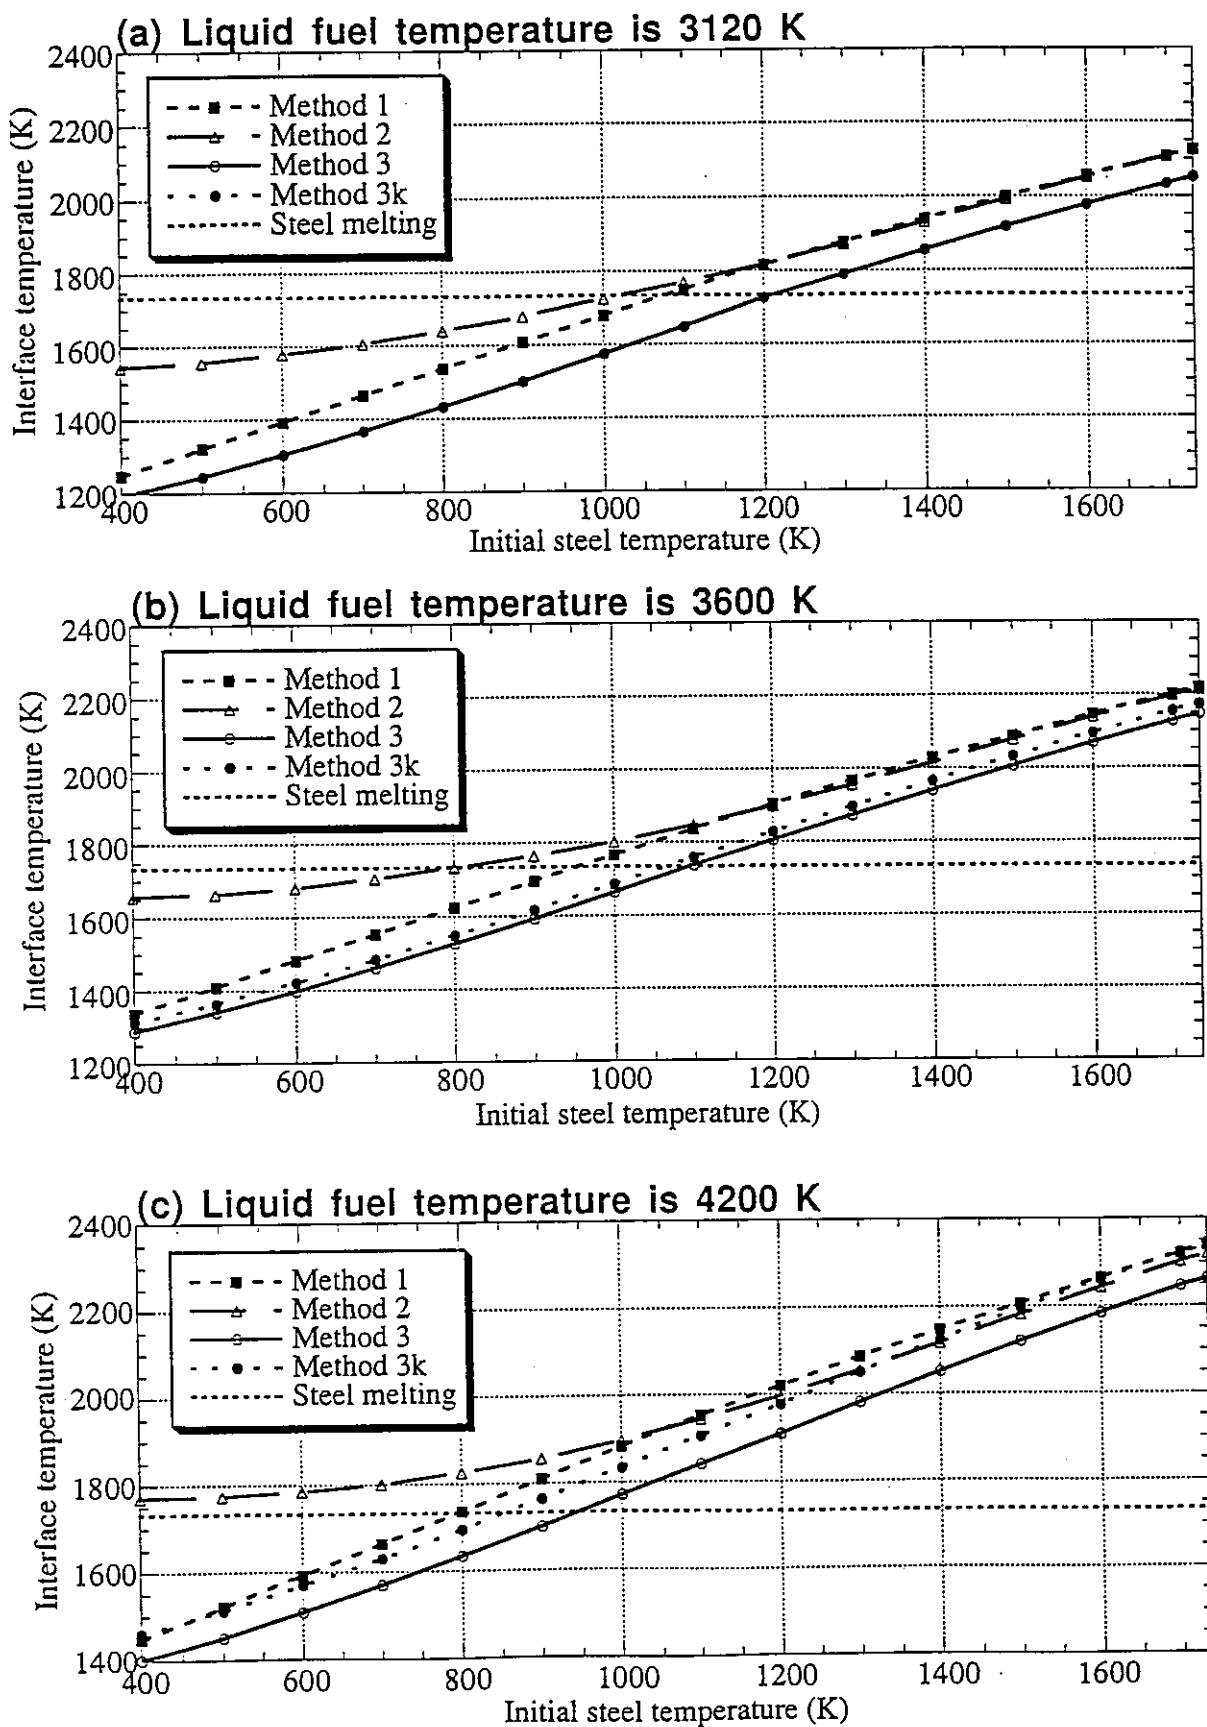 (a) Liquid fuel temperature is 3120 K
2400
2200
2000
1800
1600
1400
1200
Interface temperature (K)
Method 1
Method 2
Method 3
Method 3k
Steel melting
400 600 800 1000 1200 1400 1600
Initial steel temperature (K)
(b) Liquid fuel temperature is 3600 K
2400
2200
2000
1800
1600
1400
1200
Interface temperature (K)
Method 1
Method 2
Method 3
Method 3k
Steel melting
400 600 800 1000 1200 1400 1600
Initial steel temperature (K)
(c) Liquid fuel temperature is 4200 K
2400
2200
2000
1800
1600
1400
Interface temperature (K)
Method 1
Method 2
Method 3
Method 3k
Steel melting
400 600 800 1000 1200 1400 1600
Initial steel temperature (K)